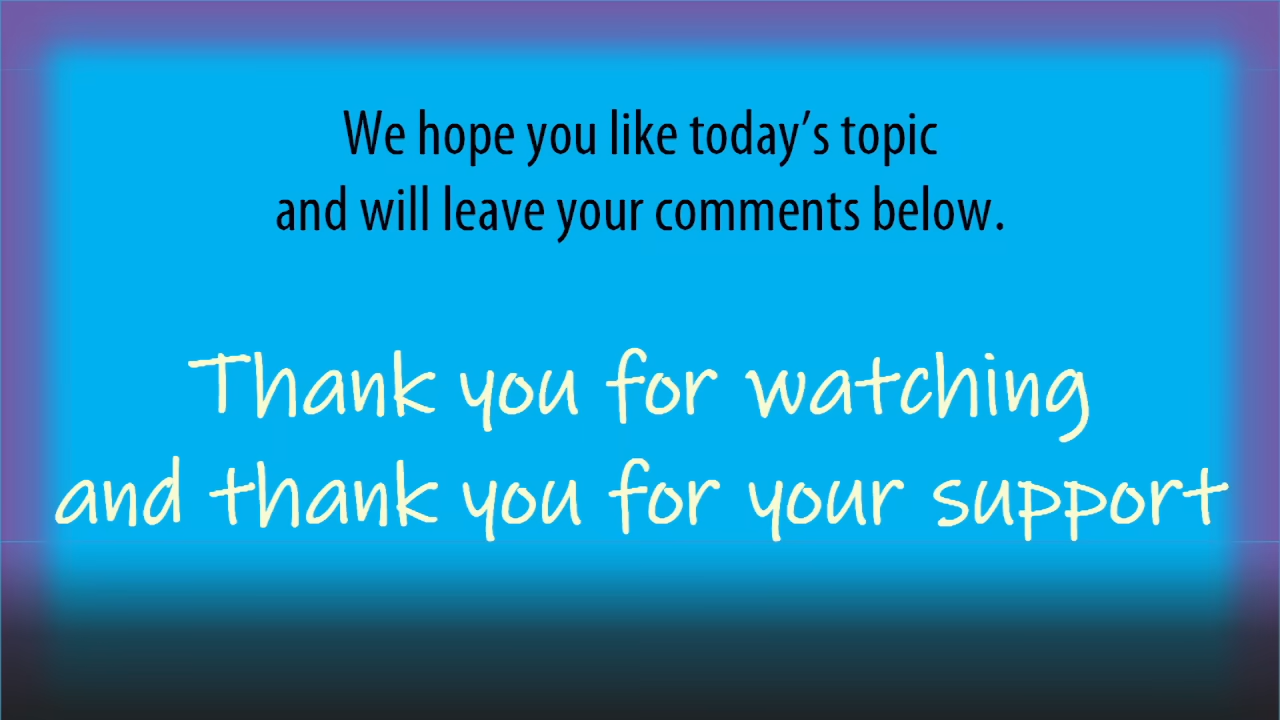 We hope you like today’s topic
and will leave your comments below.
Thank you for watching
and thank you for your support